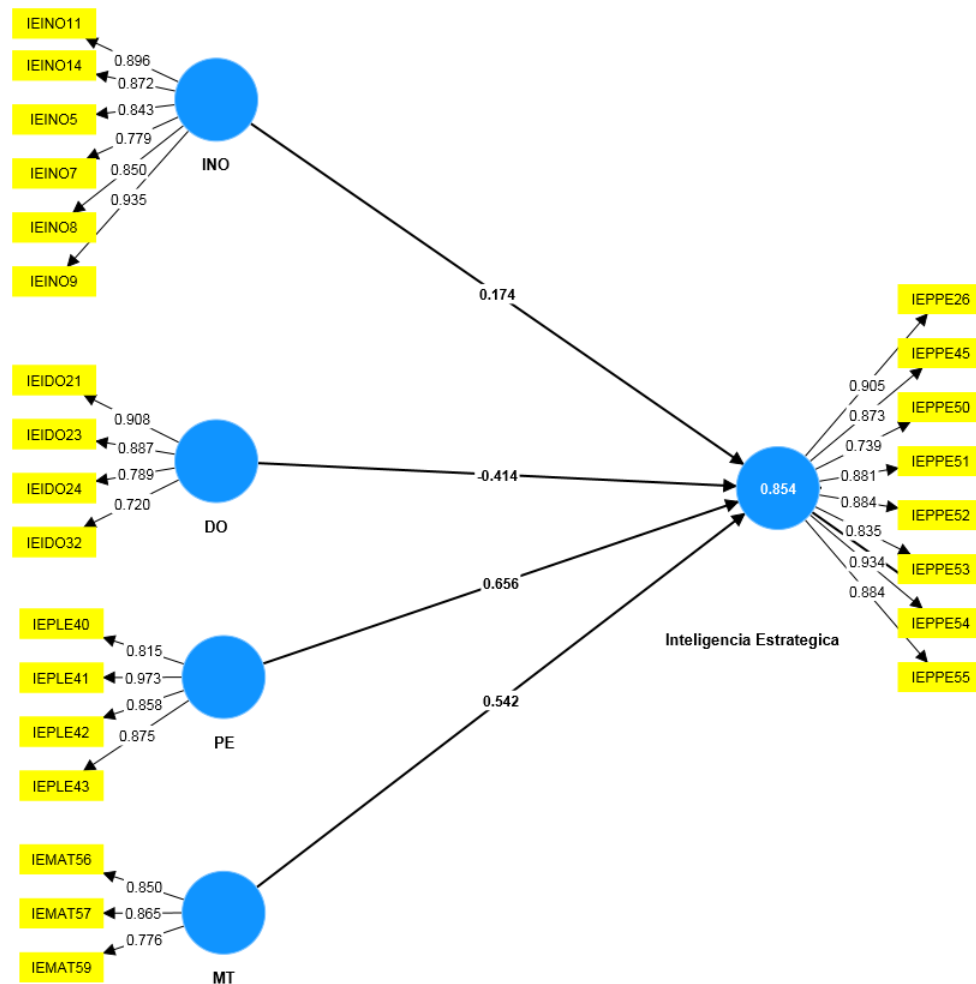 IEINO11
0.896
IEINO14
0.872
IEINO5
0.843
IEINO7
0.779
0.850
IEINO8
0.935
IEINO9
INO
0.174
IEIDO21
0.908
IEIDO23
0.887
IEIDO24
0.789
0.720
IEIDO32
DO
-0.414
IEPLE40
0.815
IEPLE41
0.973
0.858
IEPLE42
0.875
IEPLE43
PE
0.656
IEMAT56
0.850
IEMAT57
0.865
0.776
IEMAT59
MT
0.542
0.854
Inteligencia Estrategica
IEPPE26
0.905
IEPPE45
0.873
IEPPE50
0.739
IEPPE51
0.881
0.884
IEPPE52
0.835
IEPPE53
0.934
0.884
IEPPE54
IEPPE55